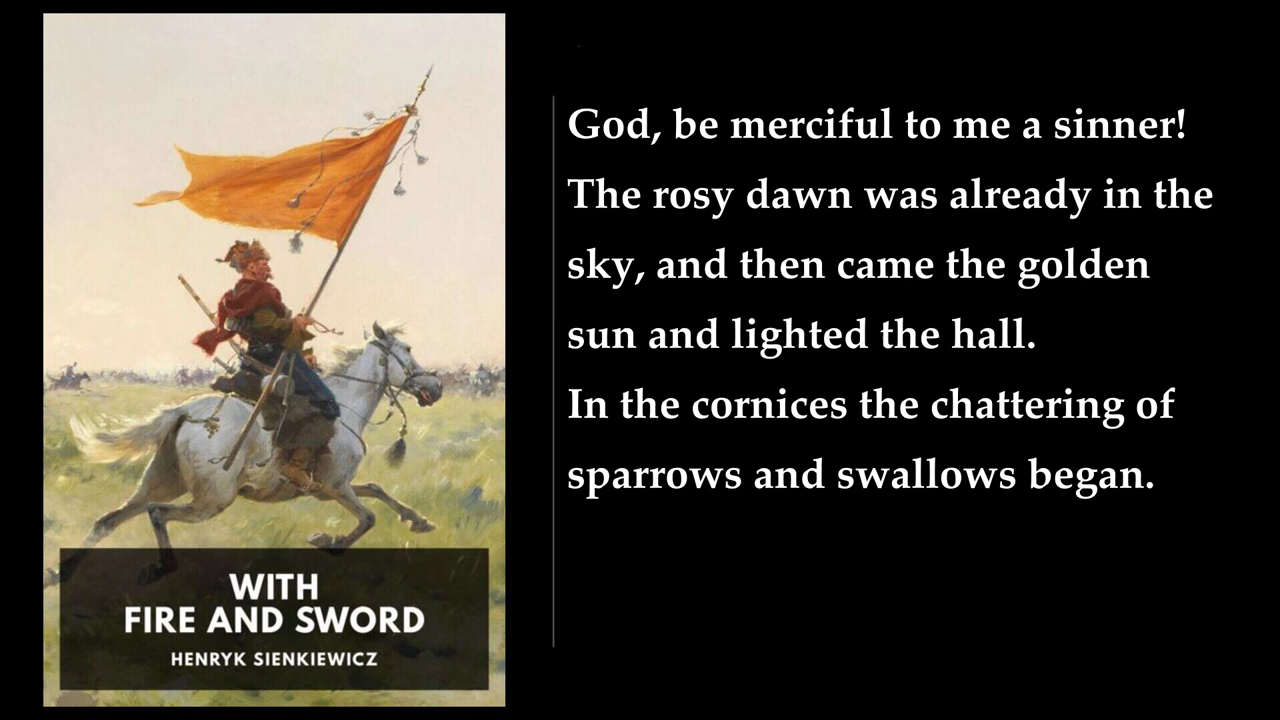 WITH
FIRE AND SWORD
HENRYK SIENKIEWICZ
God, be merciful to me a sinner!
The rosy dawn was already in the
sky, and then came the golden
sun and lighted the hall.
In the cornices the chattering of
sparrows and swallows began.